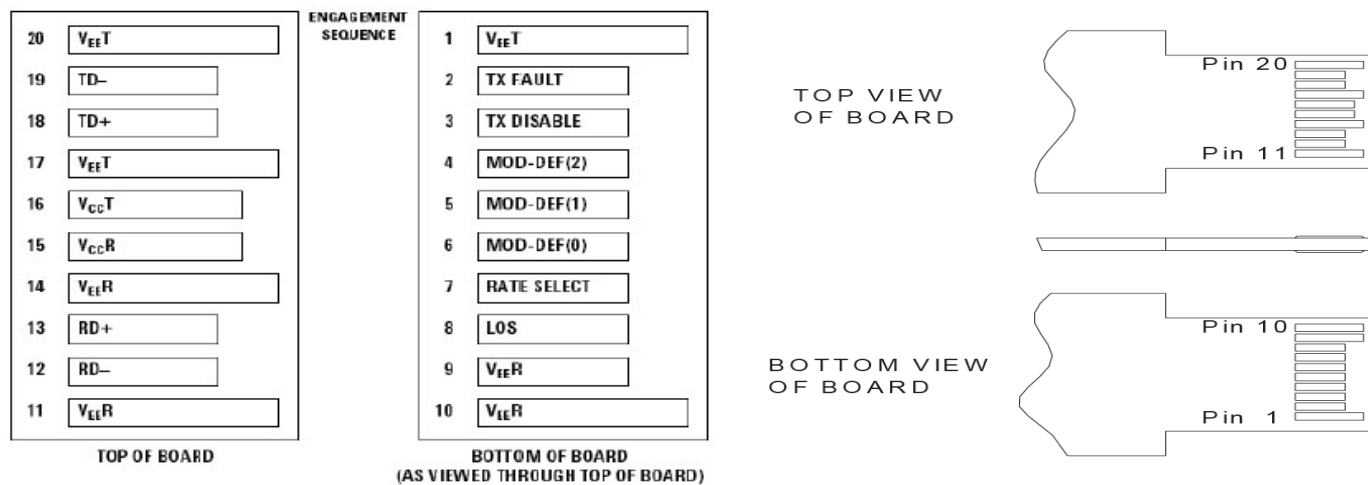 ENGAGEMENT
SEQUENCE
20 VEET
19 TD–
18 TD+
17 VEET
16 VCCT
15 VCCR
14 VEER
13 RD+
12 RD–
11 VEER
TOP OF BOARD
1 VEET
2 TX FAULT
3 TX DISABLE
4 MOD-DEF(2)
5 MOD-DEF(1)
6 MOD-DEF(0)
7 RATE SELECT
8 LOS
9 VEER
10 VEER
BOTTOM OF BOARD
(AS VIEWED THROUGH TOP OF BOARD)
TOP VIEW
OF BOARD
Pin 20
Pin 11
BOTTOM VIEW
OF BOARD
Pin 10
Pin 1